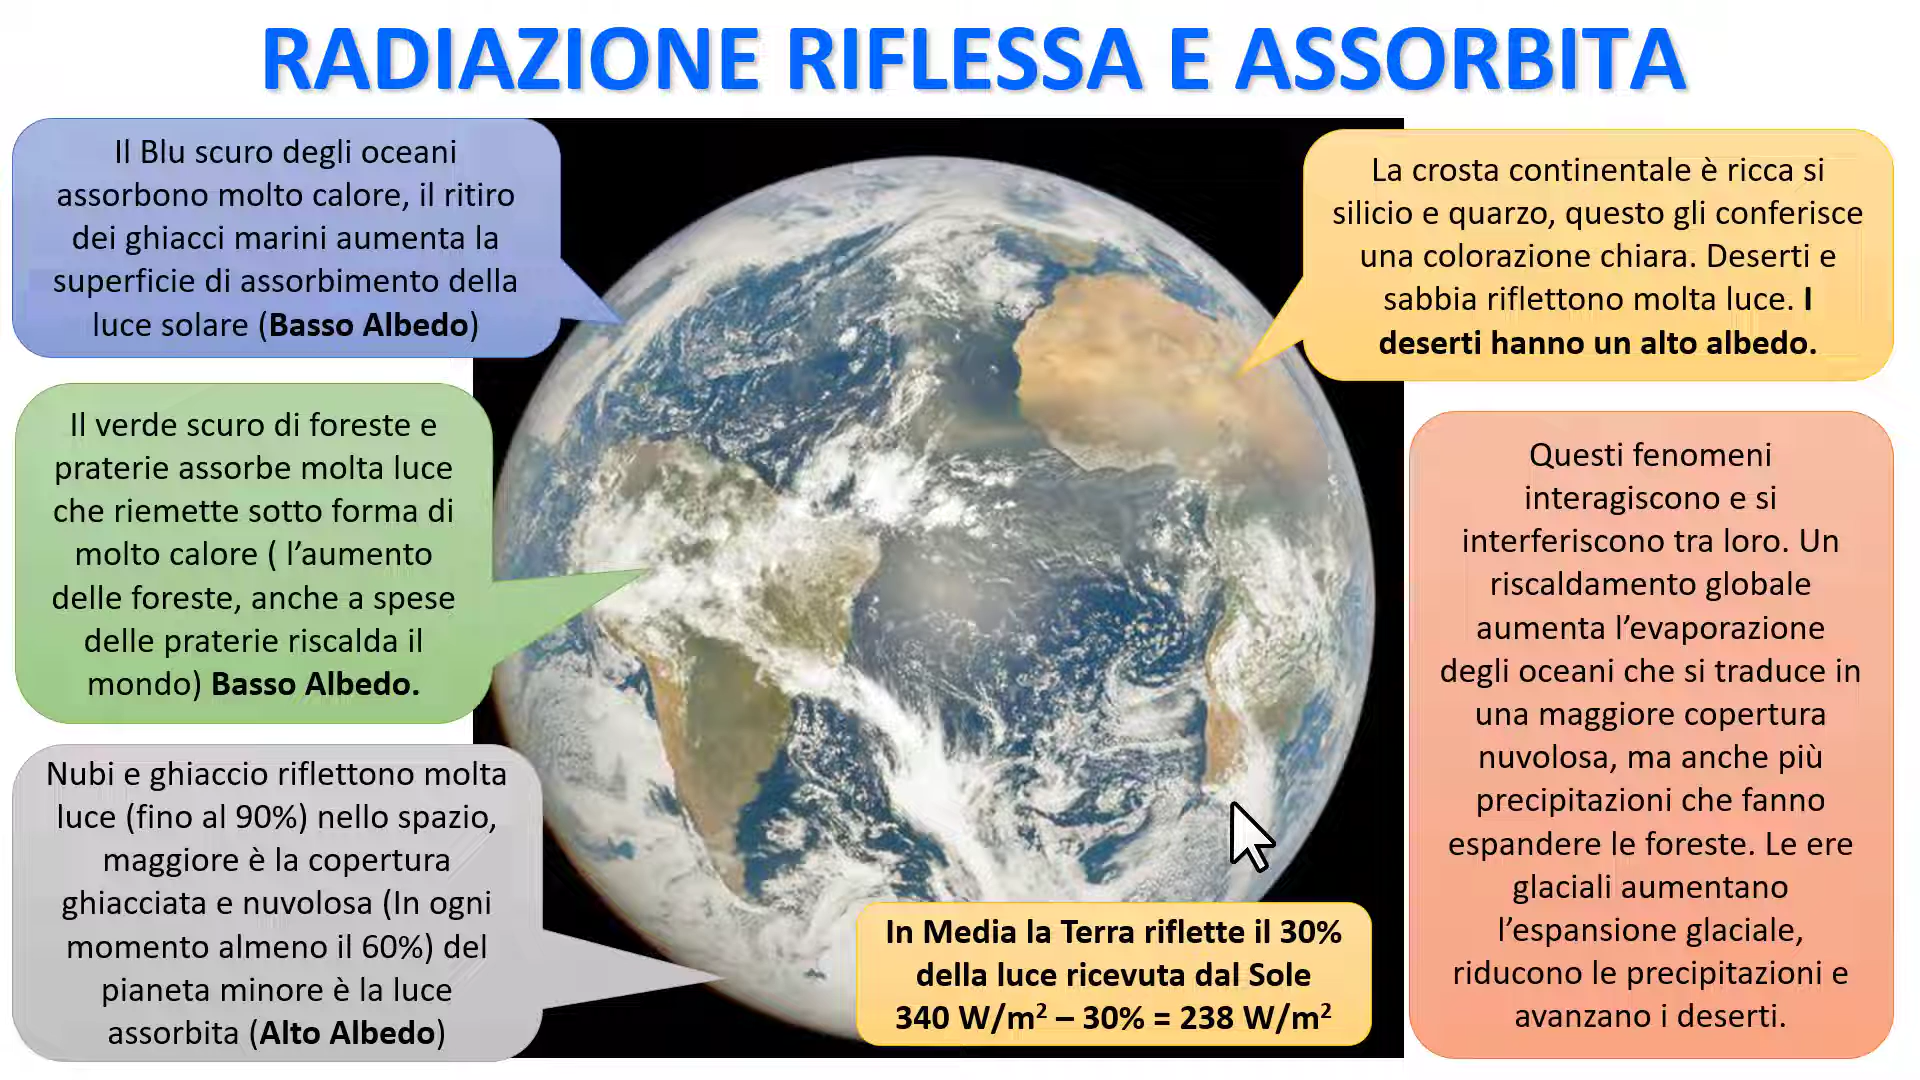 RADIAZIONE RIFLESSA E ASSORBITA
Il Blu scuro degli oceani
assorbono molto calore, il ritiro
dei ghiacci marini aumenta la
superficie di assorbimento della
luce solare (Basso Albedo)
Il verde scuro di foreste e
praterie assorbe molta luce
che riemette sotto forma di
molto calore ( l’aumento
delle foreste, anche a spese
delle praterie riscalda il
mondo) Basso Albedo.
Nubi e ghiaccio riflettono molta
luce (fino al 90%) nello spazio,
maggiore è la copertura
ghiacciata e nuvolosa (In ogni
momento almeno il 60%) del
pianeta minore è la luce
assorbita (Alto Albedo)
La crosta continentale è ricca si
silicio e quarzo, questo gli conferisce
una colorazione chiara. Deserti e
sabbia riflettono molta luce. I
deserti hanno un alto albedo.
Questi fenomeni
interagiscono e si
interferiscono tra loro. Un
riscaldamento globale
aumenta l’evaporazione
degli oceani che si traduce in
una maggiore copertura
nuvolosa, ma anche più
precipitazioni che fanno
espandere le foreste. Le ere
glaciali aumentano
l’espansione glaciale,
riducono le precipitazioni e
avanzano i deserti.
In Media la Terra riflette il 30%
della luce ricevuta dal Sole
340 W/m² – 30% = 238 W/m²